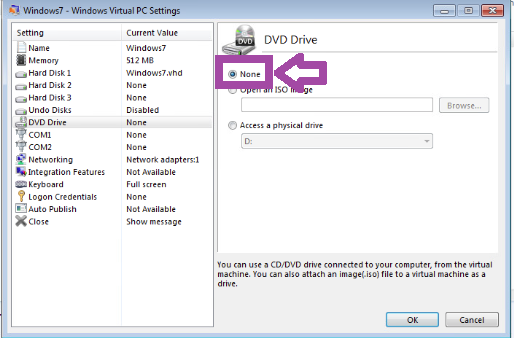 Windows7 - Windows Virtual PC Settings
Setting Current Value
Name Windows7
Memory 512 MB
Hard Disk 1 Windows7.vhd
Hard Disk 2 None
Hard Disk 3 None
Undo Disks Disabled
DVD Drive None
COM1 None
COM2 None
Networking Network adapters:1
Integration Features Not Available
Keyboard Full screen
Logon Credentials None
Auto Publish Not Available
Close Show message
DVD
DVD Drive
None
Open an ISO image
Browse...
Access a physical drive
D:
You can use a CD/DVD drive connected to your computer, from the virtual
machine. You can also attach an image(.iso) file to a virtual machine as a
drive.
OK Cancel